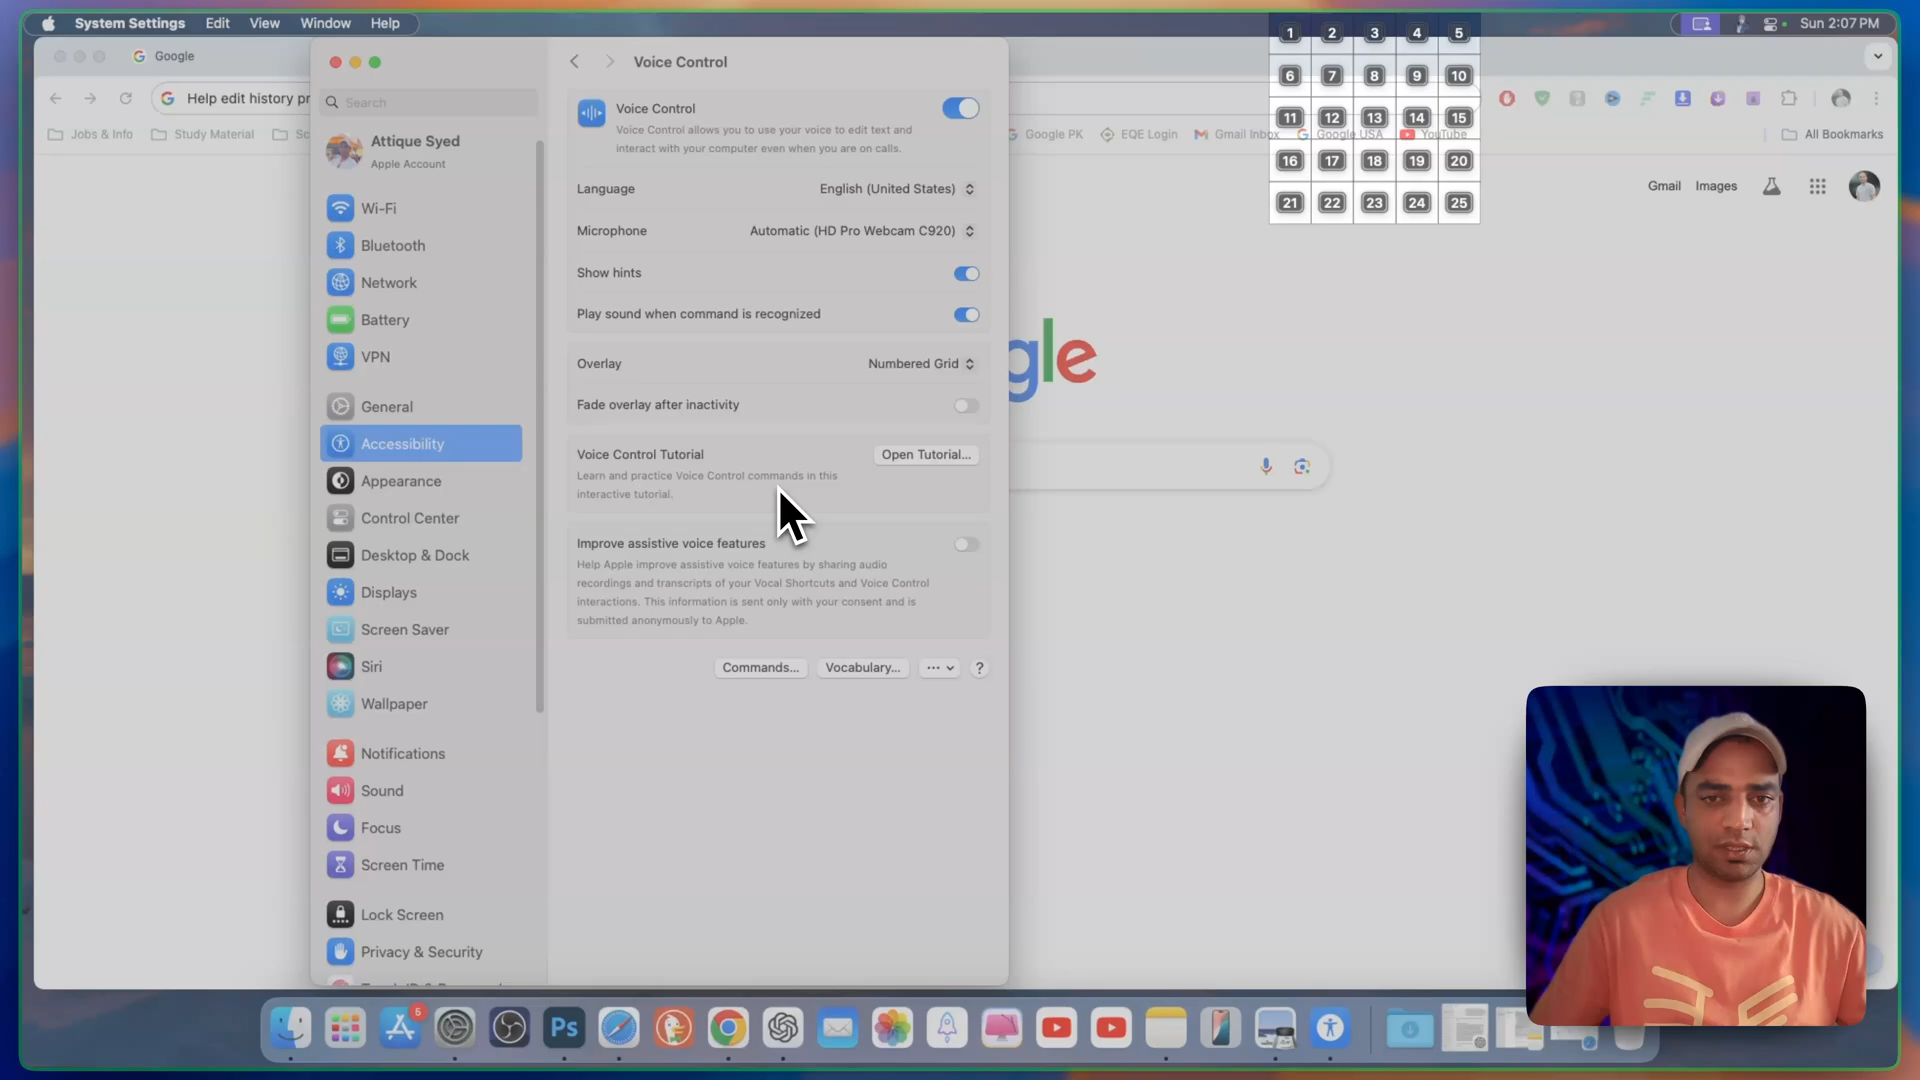 System Settings Edit View Window Help
Sun 2:07 PM
Google
Help edit history pr
Jobs & Info
Study Material
Google PK
EQE Login
Gmail Inbox
Google USA
YouTube
All Bookmarks
Gmail Images
gle
1 2 3 4 5
6 7 8 9 10
11 12 13 14 15
16 17 18 19 20
21 22 23 24 25
Search
Attique Syed
Apple Account
Wi-Fi
Bluetooth
Network
Battery
VPN
General
Accessibility
Appearance
Control Center
Desktop & Dock
Displays
Screen Saver
Siri
Wallpaper
Notifications
Sound
Focus
Screen Time
Lock Screen
Privacy & Security
Voice Control
Voice Control
Voice Control allows you to use your voice to edit text and
interact with your computer even when you are on calls.
Language English (United States)
Microphone Automatic (HD Pro Webcam C920)
Show hints
Play sound when command is recognized
Overlay Numbered Grid
Fade overlay after inactivity
Voice Control Tutorial Open Tutorial...
Learn and practice Voice Control commands in this
interactive tutorial.
Improve assistive voice features
Help Apple improve assistive voice features by sharing audio
recordings and transcripts of your Vocal Shortcuts and Voice Control
interactions. This information is sent only with your consent and is
submitted anonymously to Apple.
Commands... Vocabulary... ... ?
5
Ps